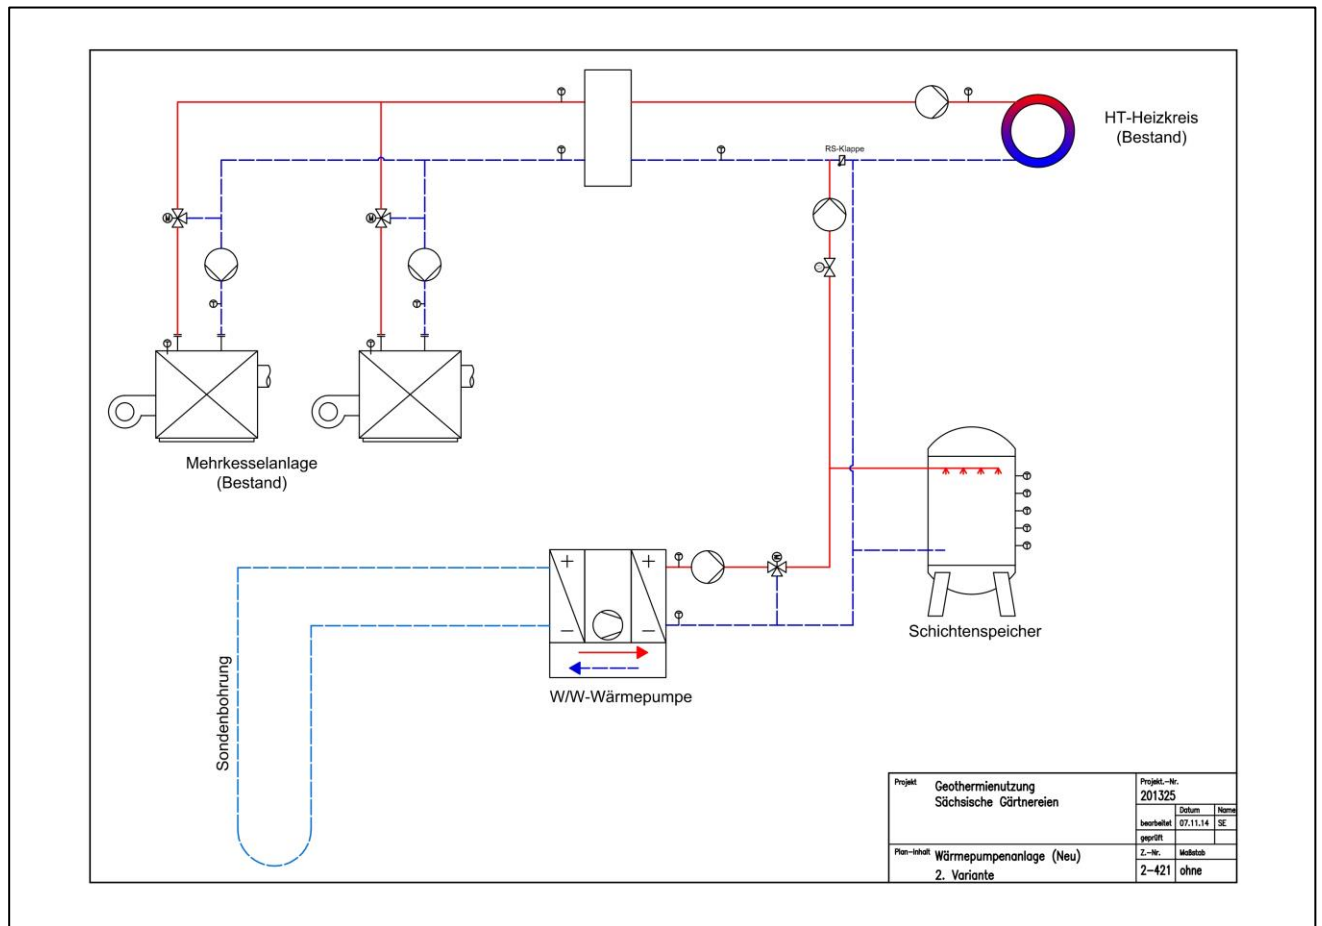 HT-Heizkreis
(Bestand)
RS-Klappe
T
T
T
T
M
M
T
T
T
T
Mehrkesselanlage
(Bestand)
T
T
T
T
T
T
M
T
+
+
−
−
Schichtenspeicher
W/W-Wärmepumpe
Sondenbohrung
Projekt
Geothermienutzung
Sächsische Gärtnereien
Projekt.-Nr.
201325
Datum
Name
bearbeitet
07.11.14
SE
geprüft
Plan-inhalt
Wärmepumpenanlage (Neu)
2. Variante
Z.-Nr.
Maßstab
2-421
ohne